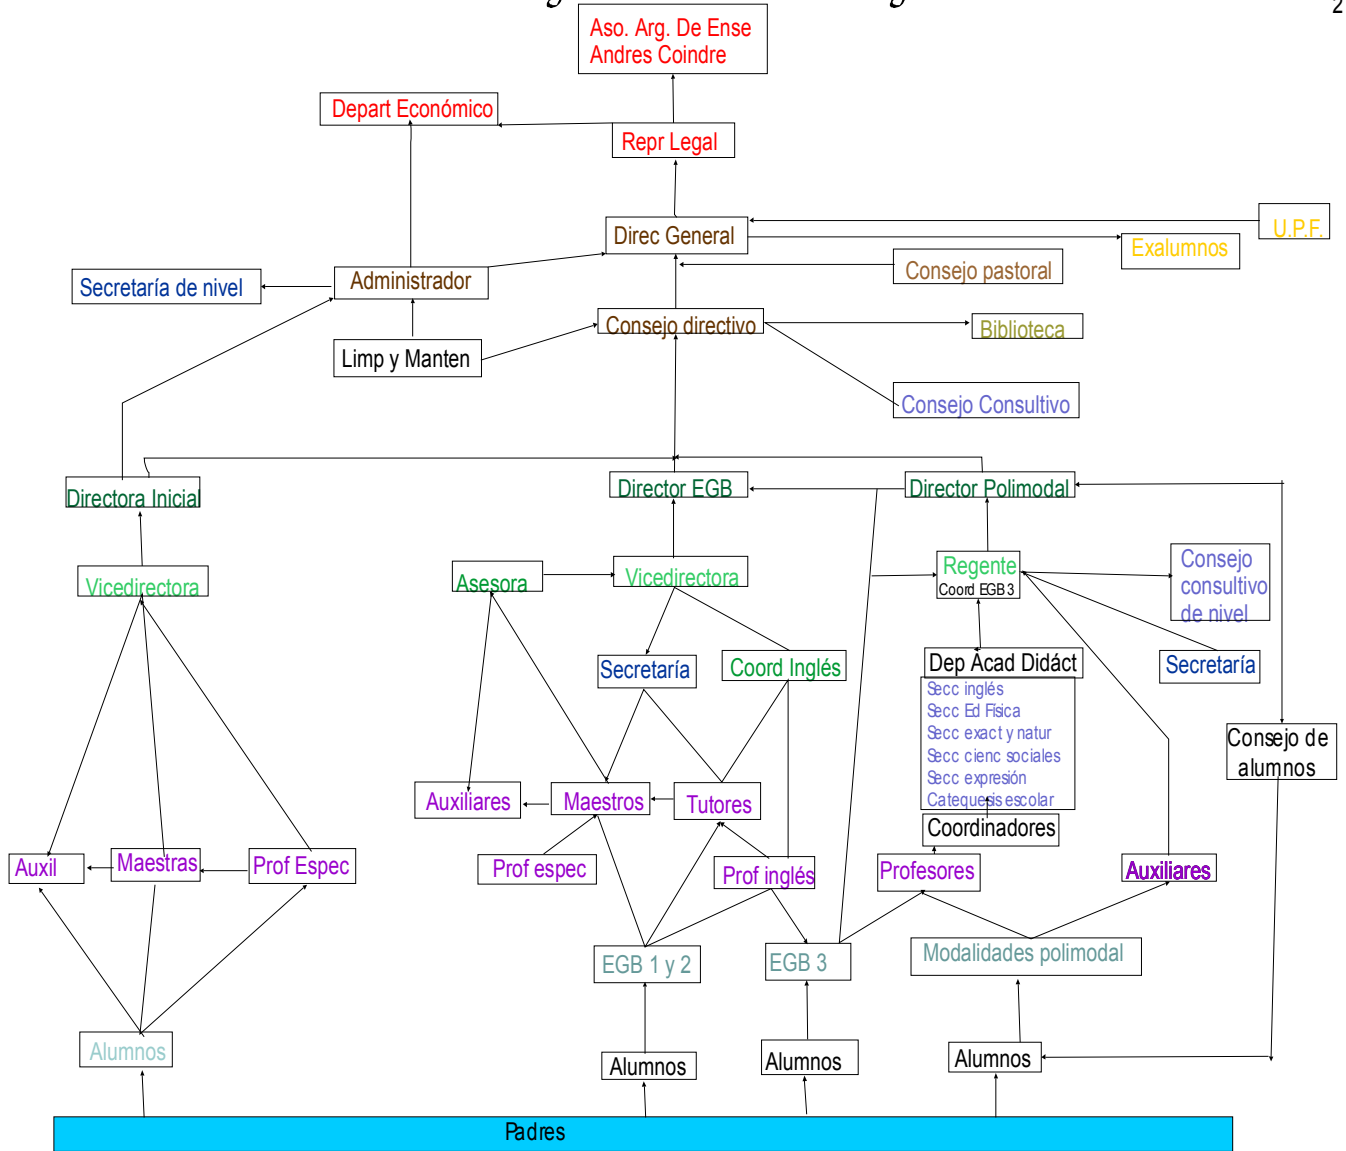 2
Aso. Arg. De Ense
Andres Coindre
Depart Económico
Repr Legal
U.P.F.
Direc General
Exalumnos
Consejo pastoral
Secretaría de nivel
Administrador
Consejo directivo
Biblioteca
Limp y Manten
Consejo Consultivo
Directora Inicial
Director EGB
Director Polimodal
Vicedirectora
Asesora
Vicedirectora
Regente
Coord EGB 3
Consejo
consultivo
de nivel
Secretaría
Coord Inglés
Dep Acad Didáct
Secretaría
Secc inglés
Secc Ed Física
Secc exact y natur
Secc cienc sociales
Secc expresión
Catequesis escolar
Consejo de
alumnos
Auxiliares
Maestros
Tutores
Coordinadores
Auxil
Maestras
Prof Espec
Prof espec
Prof inglés
Profesores
Auxiliares
EGB 1 y 2
EGB 3
Modalidades polimodal
Alumnos
Alumnos
Alumnos
Alumnos
Padres